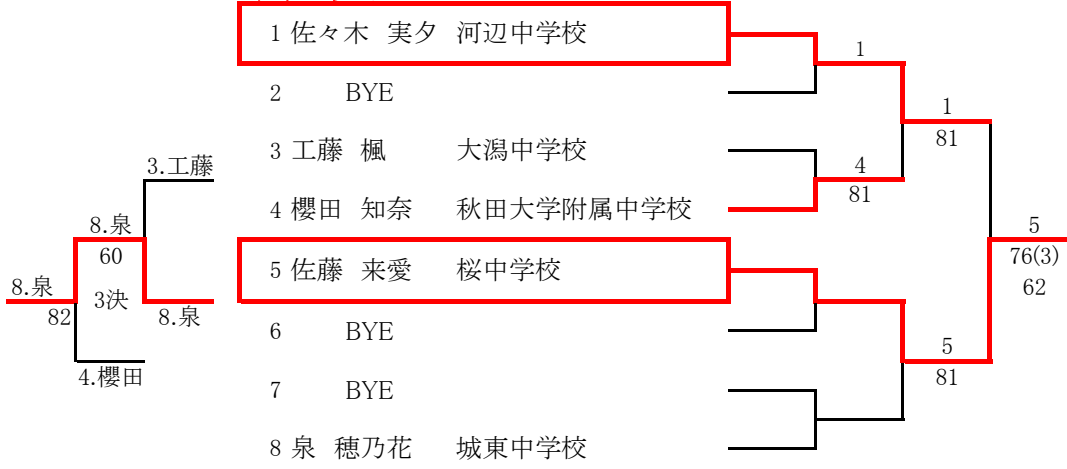 1 佐々木 実夕 河辺中学校
2 BYE
3 工藤 楓 大潟中学校
4 櫻田 知奈 秋田大学附属中学校
5 佐藤 来愛 桜中学校
6 BYE
7 BYE
8 泉 穂乃花 城東中学校
1
4
81
1
81
5
81
5
76(3)
62
3.工藤
8.泉
60
3決
8.泉
8.泉
82
4.櫻田